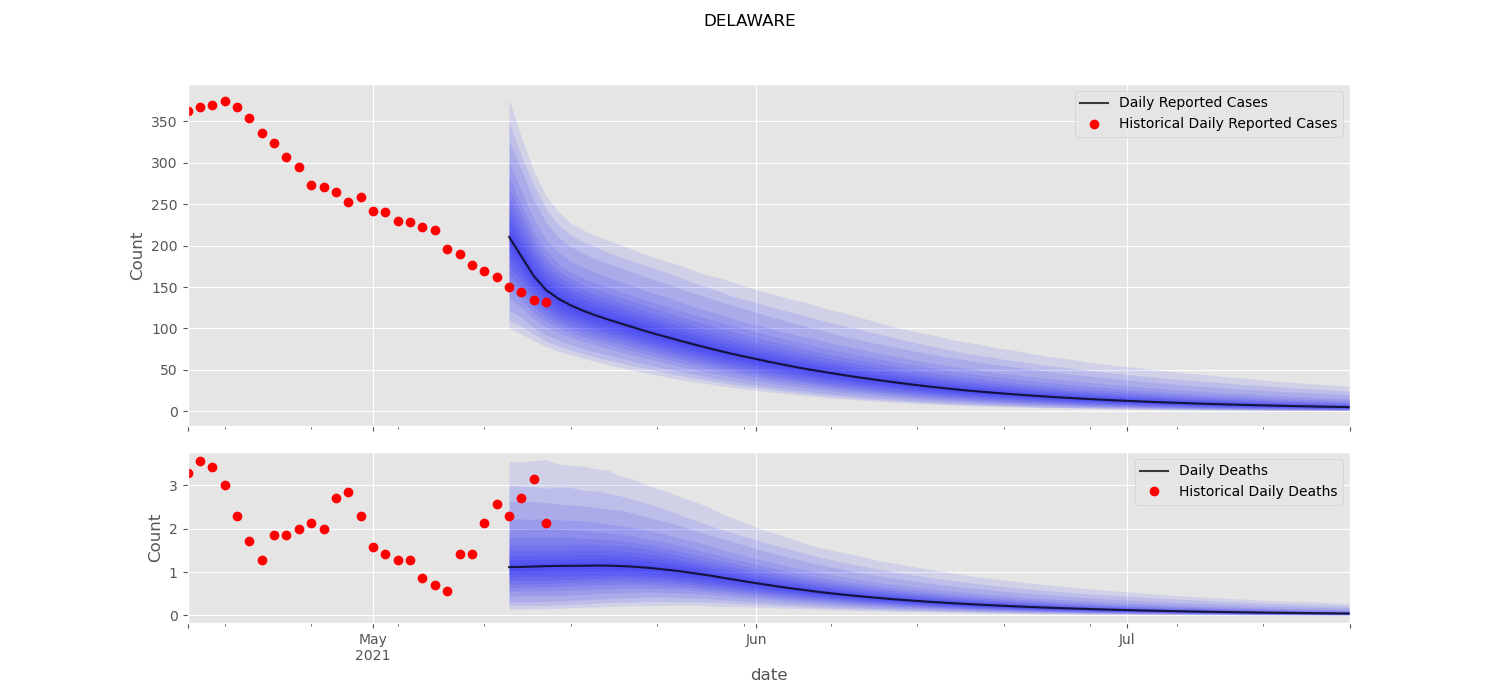 DELAWARE
Daily Reported Cases
Historical Daily Reported Cases
350
300
250
200
150
100
50
0
Count
Daily Deaths
Historical Daily Deaths
3
2
1
0
Count
May
2021
Jun
Jul
date